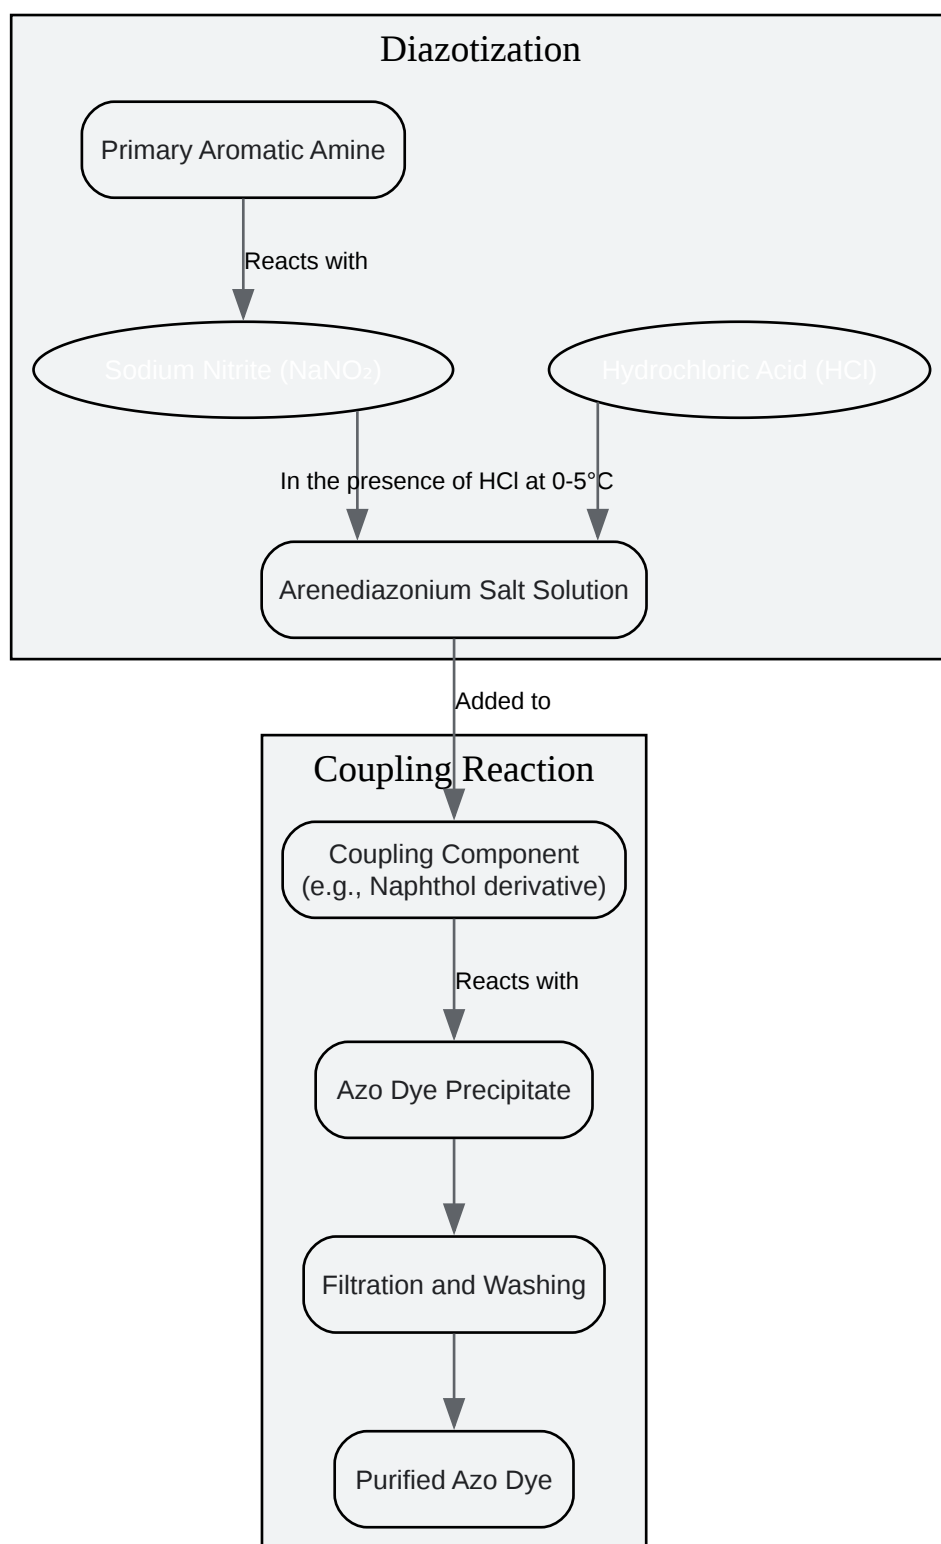 Diazotization
Primary Aromatic Amine
Reacts with
Sodium Nitrite (NaNO₂)
Hydrochloric Acid (HCl)
In the presence of HCl at 0-5°C
Arenediazonium Salt Solution
Added to
Coupling Reaction
Coupling Component
(e.g., Naphthol derivative)
Reacts with
Azo Dye Precipitate
Filtration and Washing
Purified Azo Dye